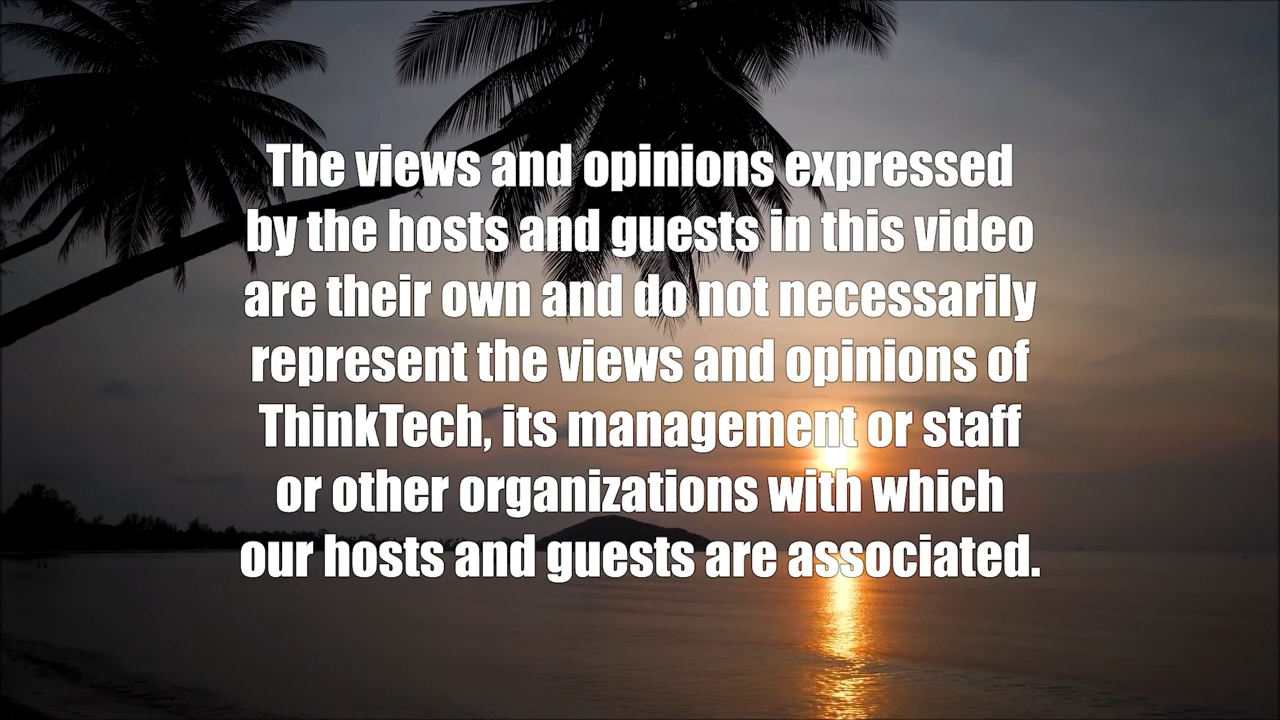 The views and opinions expressed
by the hosts and guests in this video
are their own and do not necessarily
represent the views and opinions of
ThinkTech, its management or staff
or other organizations with which
our hosts and guests are associated.